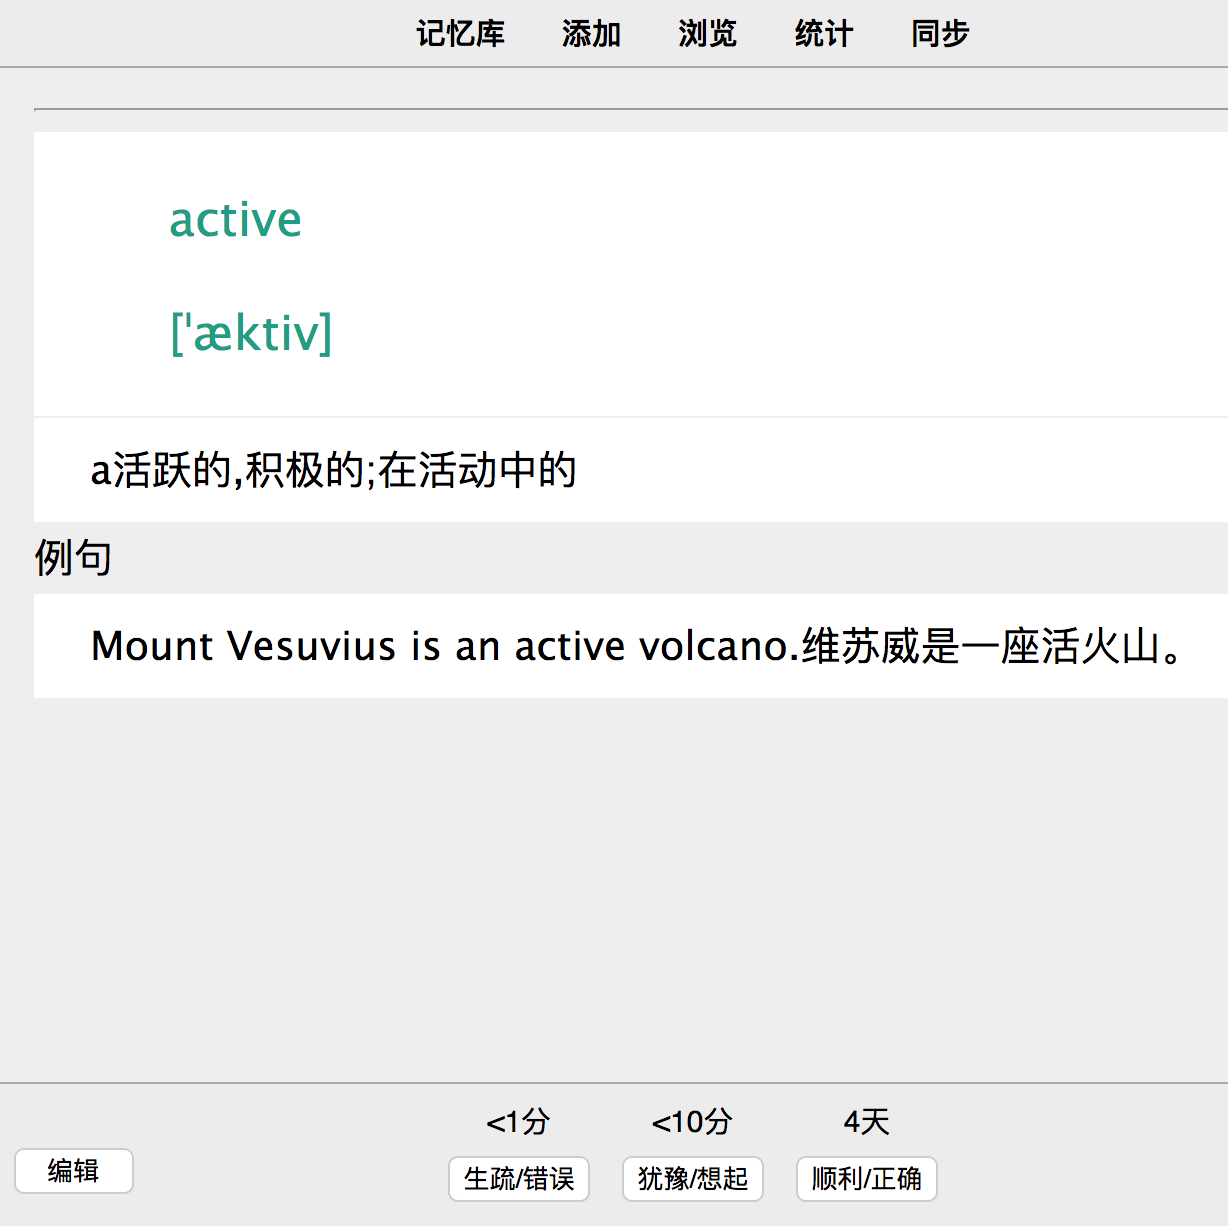 记忆库 添加 浏览 统计 同步
active
['æktiv]
a活跃的,积极的;在活动中的
例句
Mount Vesuvius is an active volcano.维苏威是一座活火山。
<1分 <10分 4天
编辑 生疏/错误 犹豫/想起 顺利/正确